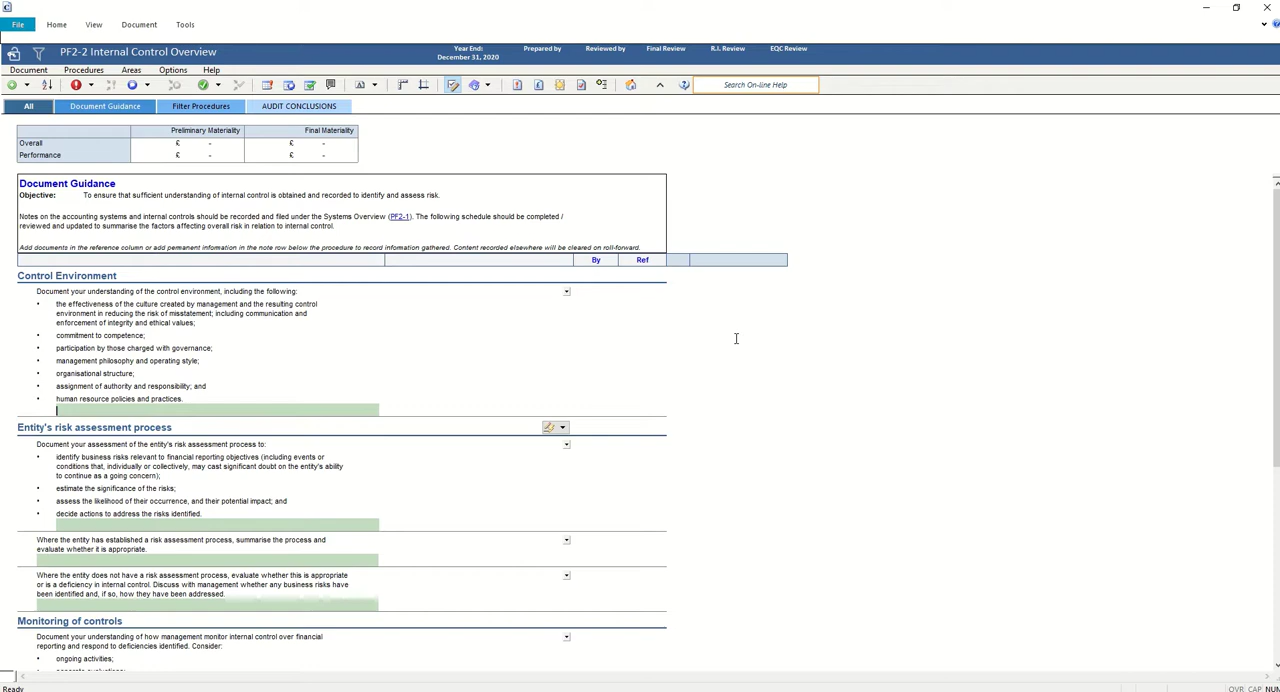 File Home View Document Tools
PF2-2 Internal Control Overview
Year End: Prepared by Reviewed by Final Review R.I. Review EQC Review
December 31, 2020
Document Procedures Areas Options Help
Search On-line Help
All Document Guidance Filter Procedures AUDIT CONCLUSIONS
Preliminary Materiality Final Materiality
Overall £ - £ -
Performance £ - £ -
Document Guidance
Objective: To ensure that sufficient understanding of internal control is obtained and recorded to identify and assess risk.
Notes on the accounting systems and internal controls should be recorded and filed under the Systems Overview (PF2-1). The following schedule should be completed /
reviewed and updated to summarise the factors affecting overall risk in relation to internal control.
Add documents in the reference column or add permanent information in the note row below the procedure to record information gathered. Content recorded elsewhere will be cleared on roll-forward.
By Ref
Control Environment
Document your understanding of the control environment, including the following:
• the effectiveness of the culture created by management and the resulting control
environment in reducing the risk of misstatement; including communication and
enforcement of integrity and ethical values;
• commitment to competence;
• participation by those charged with governance;
• management philosophy and operating style;
• organisational structure;
• assignment of authority and responsibility; and
• human resource policies and practices.
Entity's risk assessment process
Document your assessment of the entity's risk assessment process to:
• identify business risks relevant to financial reporting objectives (including events or
conditions that, individually or collectively, may cast significant doubt on the entity's ability
to continue as a going concern);
• estimate the significance of the risks;
• assess the likelihood of their occurrence, and their potential impact; and
• decide actions to address the risks identified.
Where the entity has established a risk assessment process, summarise the process and
evaluate whether it is appropriate.
Where the entity does not have a risk assessment process, evaluate whether this is appropriate
or is a deficiency in internal control. Discuss with management whether any business risks have
been identified and, if so, how they have been addressed.
Monitoring of controls
Document your understanding of how management monitor internal control over financial
reporting and respond to deficiencies identified. Consider:
• ongoing activities;
Ready OVR CAP NUM